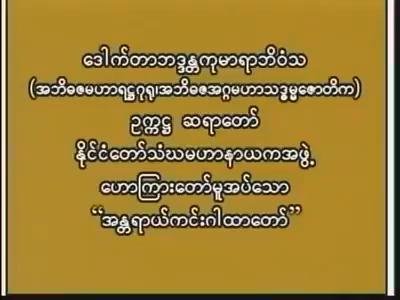 ဒေါက်တာဘဒ္ဒန္တကုမာရာဘိဝံသ
(အဘိဓဇမဟာရဋ္ဌဂုရု၊အဘိဓဇအဂ္ဂမဟာသဒ္ဓမ္မဇောတိက)
ဥက္ကဋ္ဌ ဆရာတော်
နိုင်ငံတော်သံဃမဟာနာယကအဖွဲ့
ဟောကြားတော်မူအပ်သော
“အန္တရာယ်ကင်းဂါထာတော်”